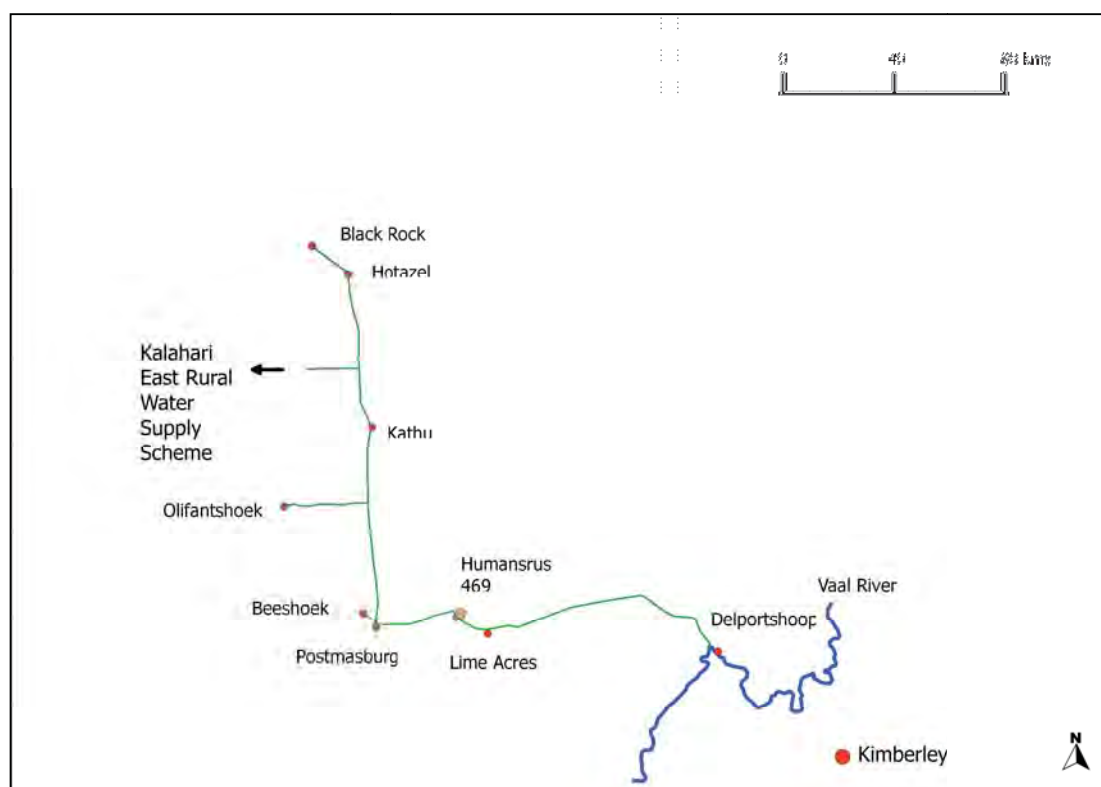 Black Rock
Hotazel
Kalahari
East Rural
Water
Supply
Scheme
Kathu
Olifantshoek
Humansrus
469
Vaal River
Beeshoek
Delportshoop
Postmasburg
Lime Acres
N
Kimberley